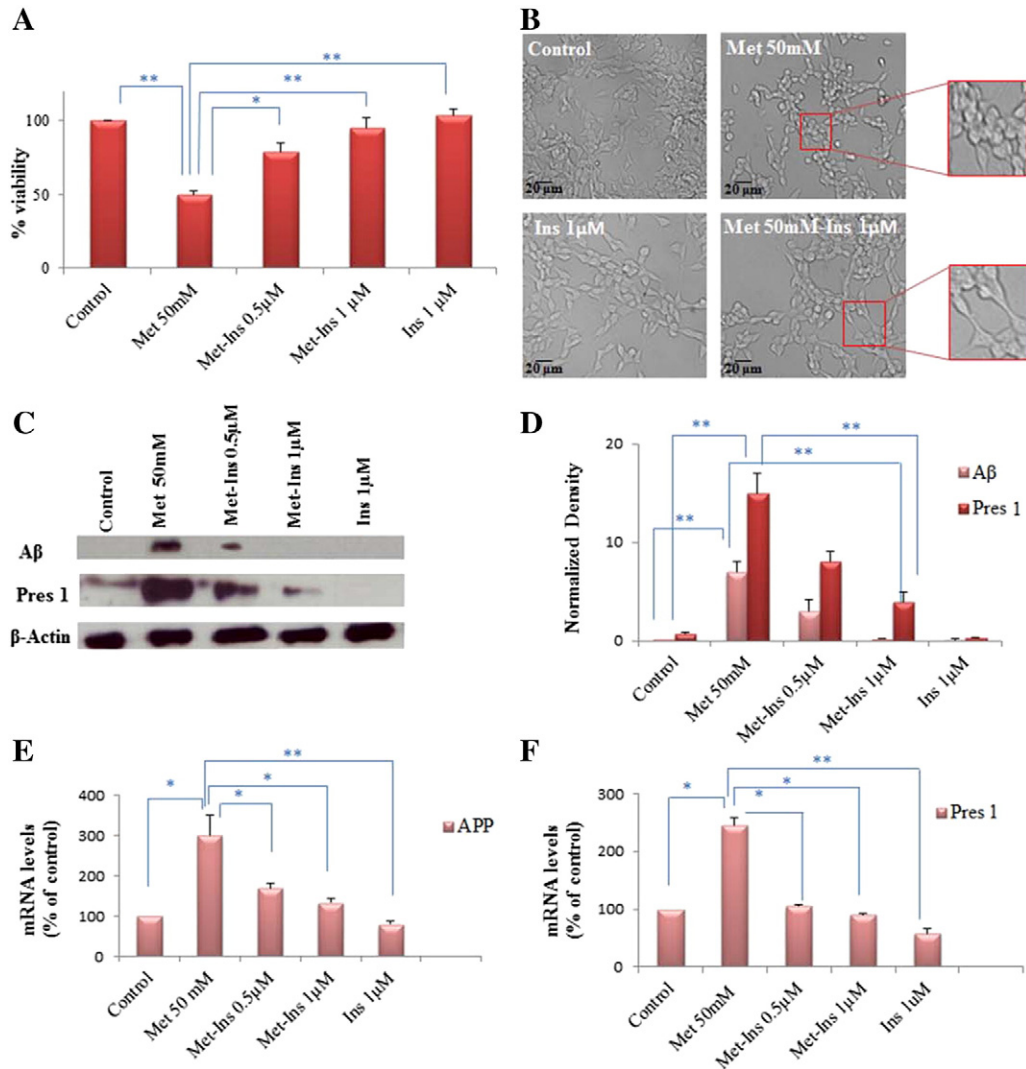 A
**
**
**
*
100
50
0
% viability
Control
Met 50mM
Met-Ins 0.5µM
Met-Ins 1 µM
Ins 1 µM
B
Control
20 µm
Met 50mM
20 µm
Ins 1µM
20 µm
Met 50mM-Ins 1µM
20 µm
C
Control
Met 50mM
Met-Ins 0.5µM
Met-Ins 1µM
Ins 1µM
Aβ
Pres 1
β-Actin
D
**
**
**
**
20
10
0
Normalized Density
Aβ
Pres 1
Control
Met 50mM
Met-Ins 0.5µM
Met-Ins 1µM
Ins 1µM
E
**
*
*
*
400
300
200
100
00
mRNA levels
(% of control)
APP
Control
Met 50 mM
Met-Ins 0.5µM
Met-Ins 1µM
Ins 1µM
F
**
*
*
*
300
200
100
00
mRNA levels
(% of control)
Pres 1
Control
Met 50mM
Met-Ins 0.5µM
Met-Ins 1µM
Ins 1uM